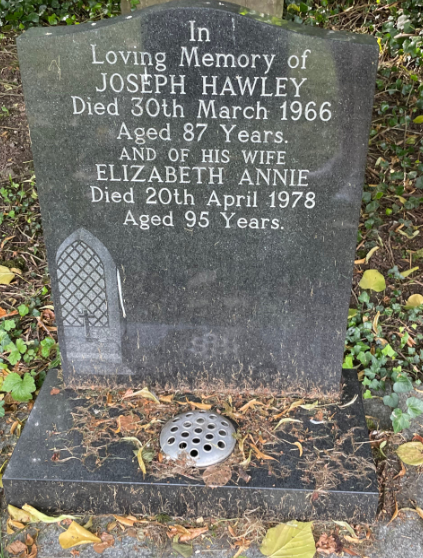 In
Loving Memory of
JOSEPH HAWLEY
Died 30th March 1966
Aged 87 Years.
AND OF HIS WIFE
ELIZABETH ANNIE
Died 20th April 1978
Aged 95 Years.